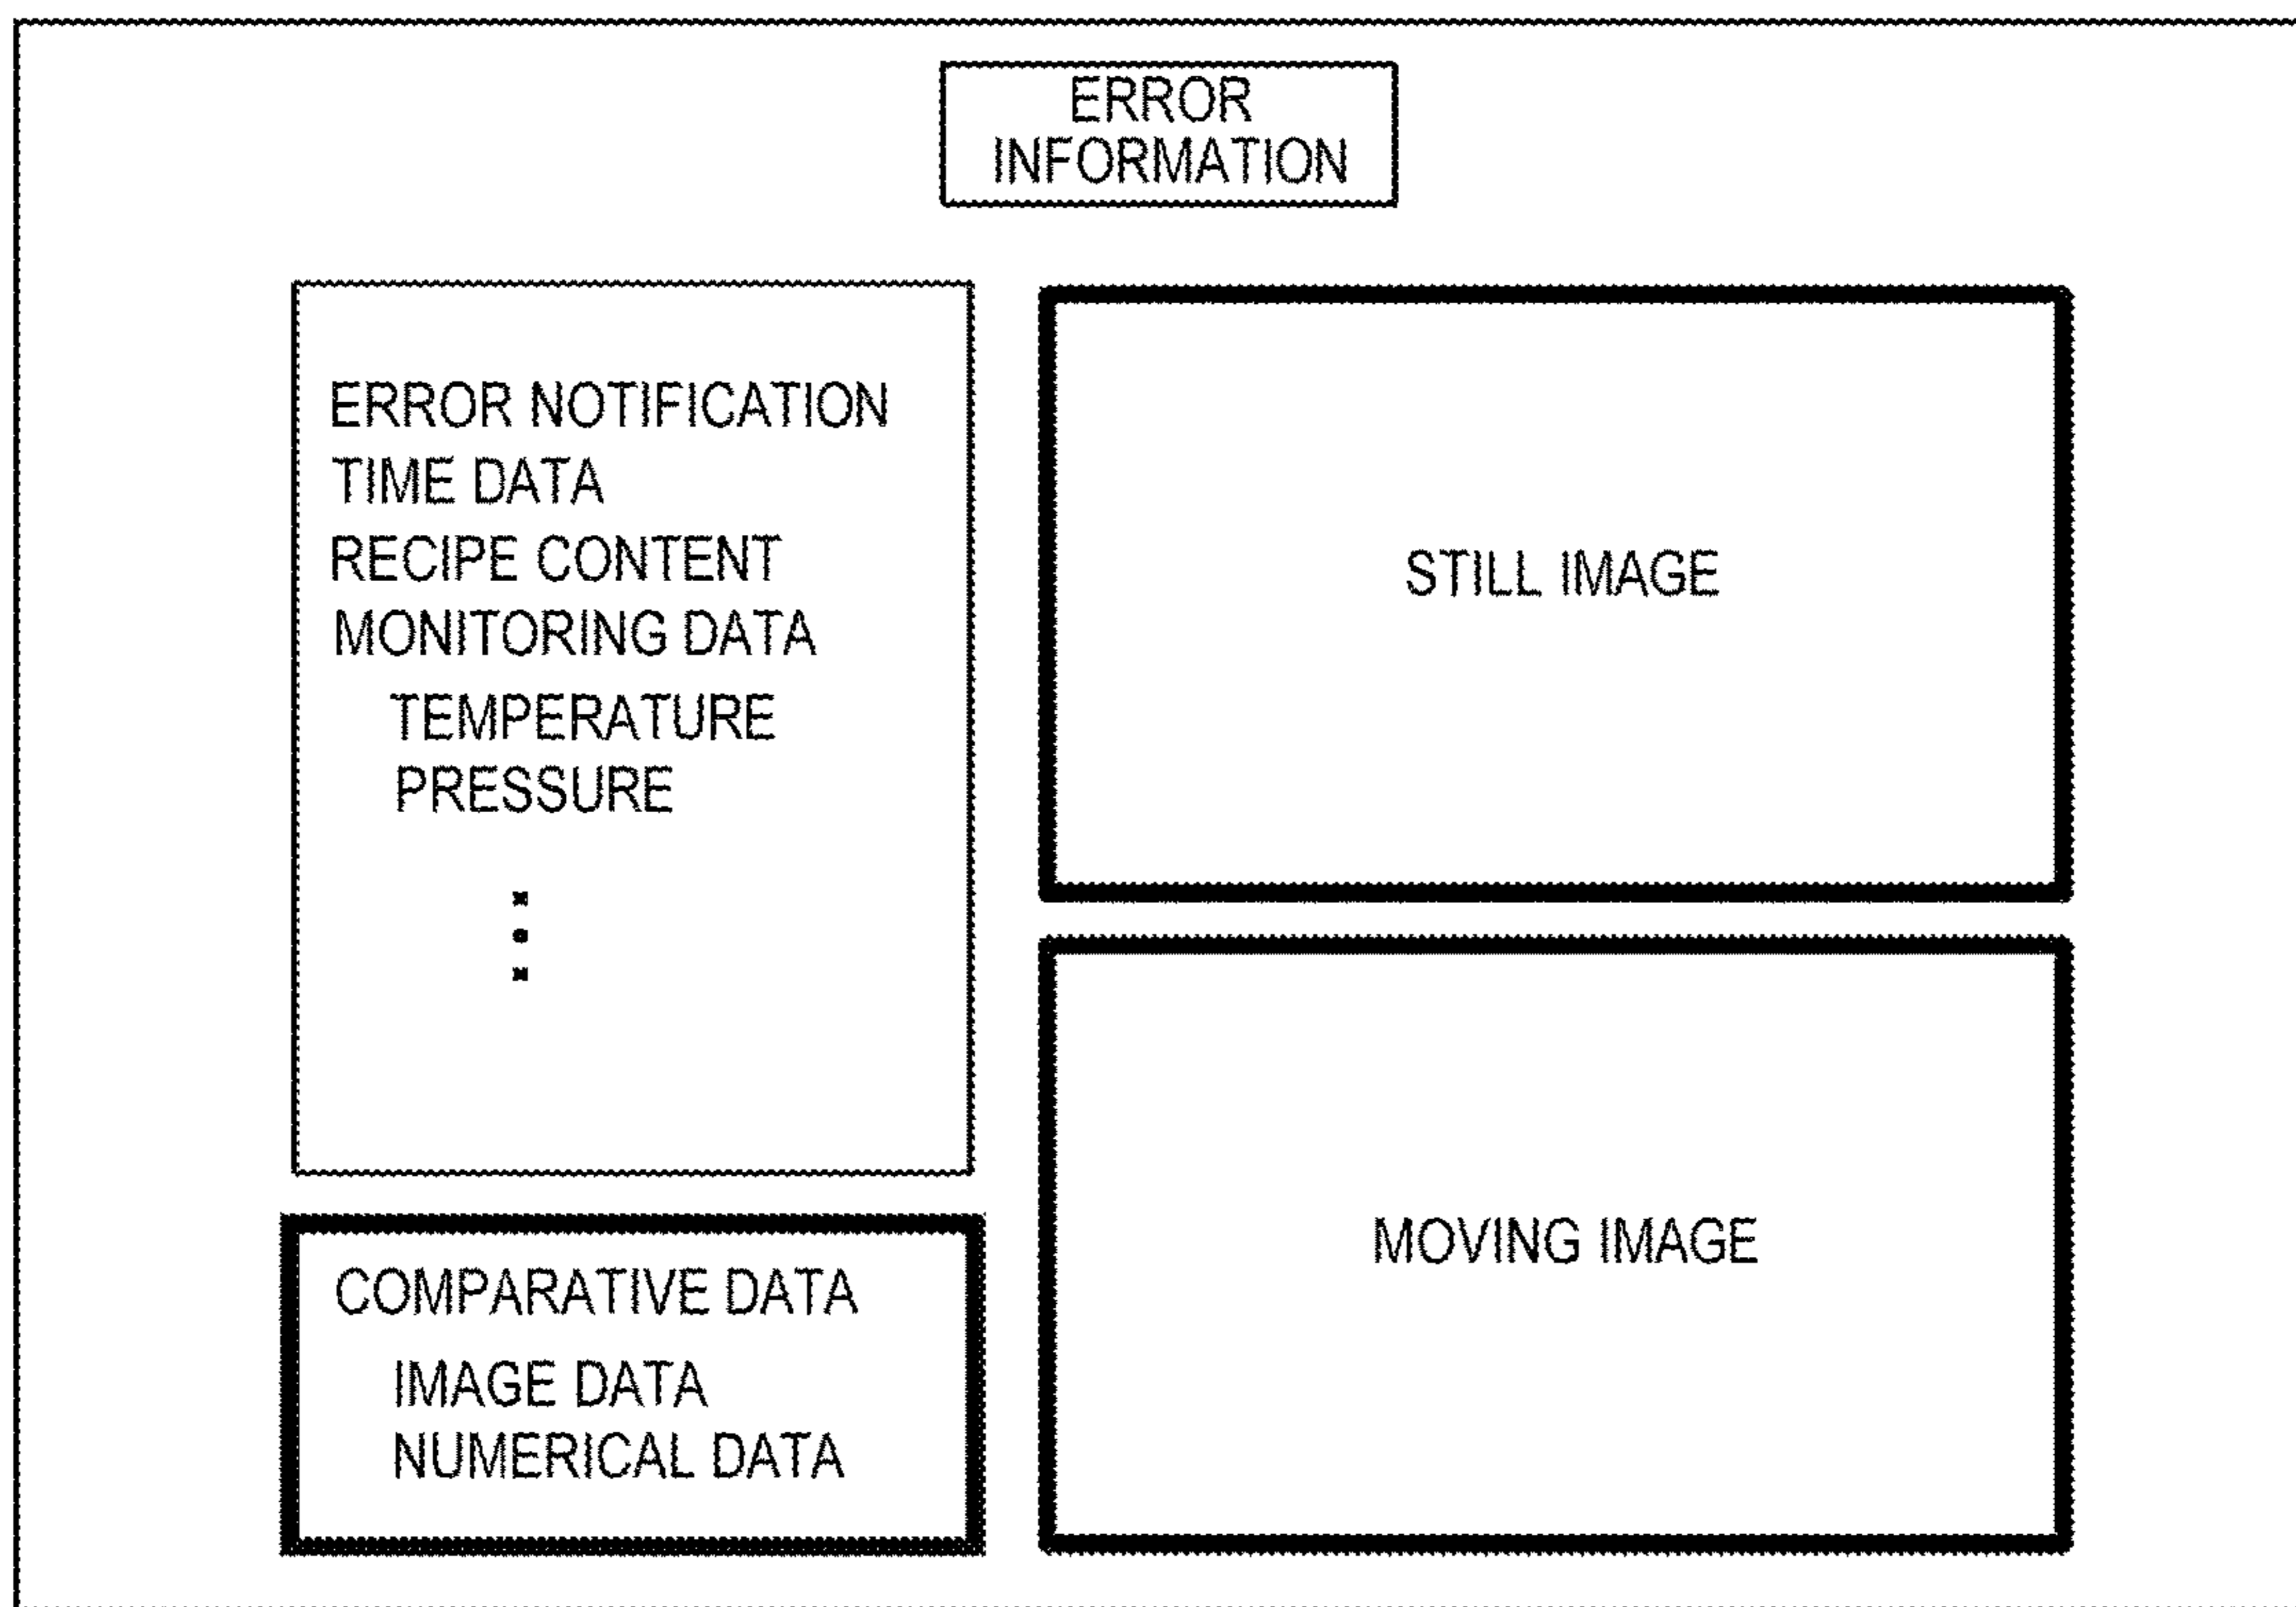 ERROR
INFORMATION
ERROR NOTIFICATION
TIME DATA
RECIPE CONTENT
MONITORING DATA
TEMPERATURE
PRESSURE
COMPARATIVE DATA
IMAGE DATA
NUMERICAL DATA
STILL IMAGE
MOVING IMAGE